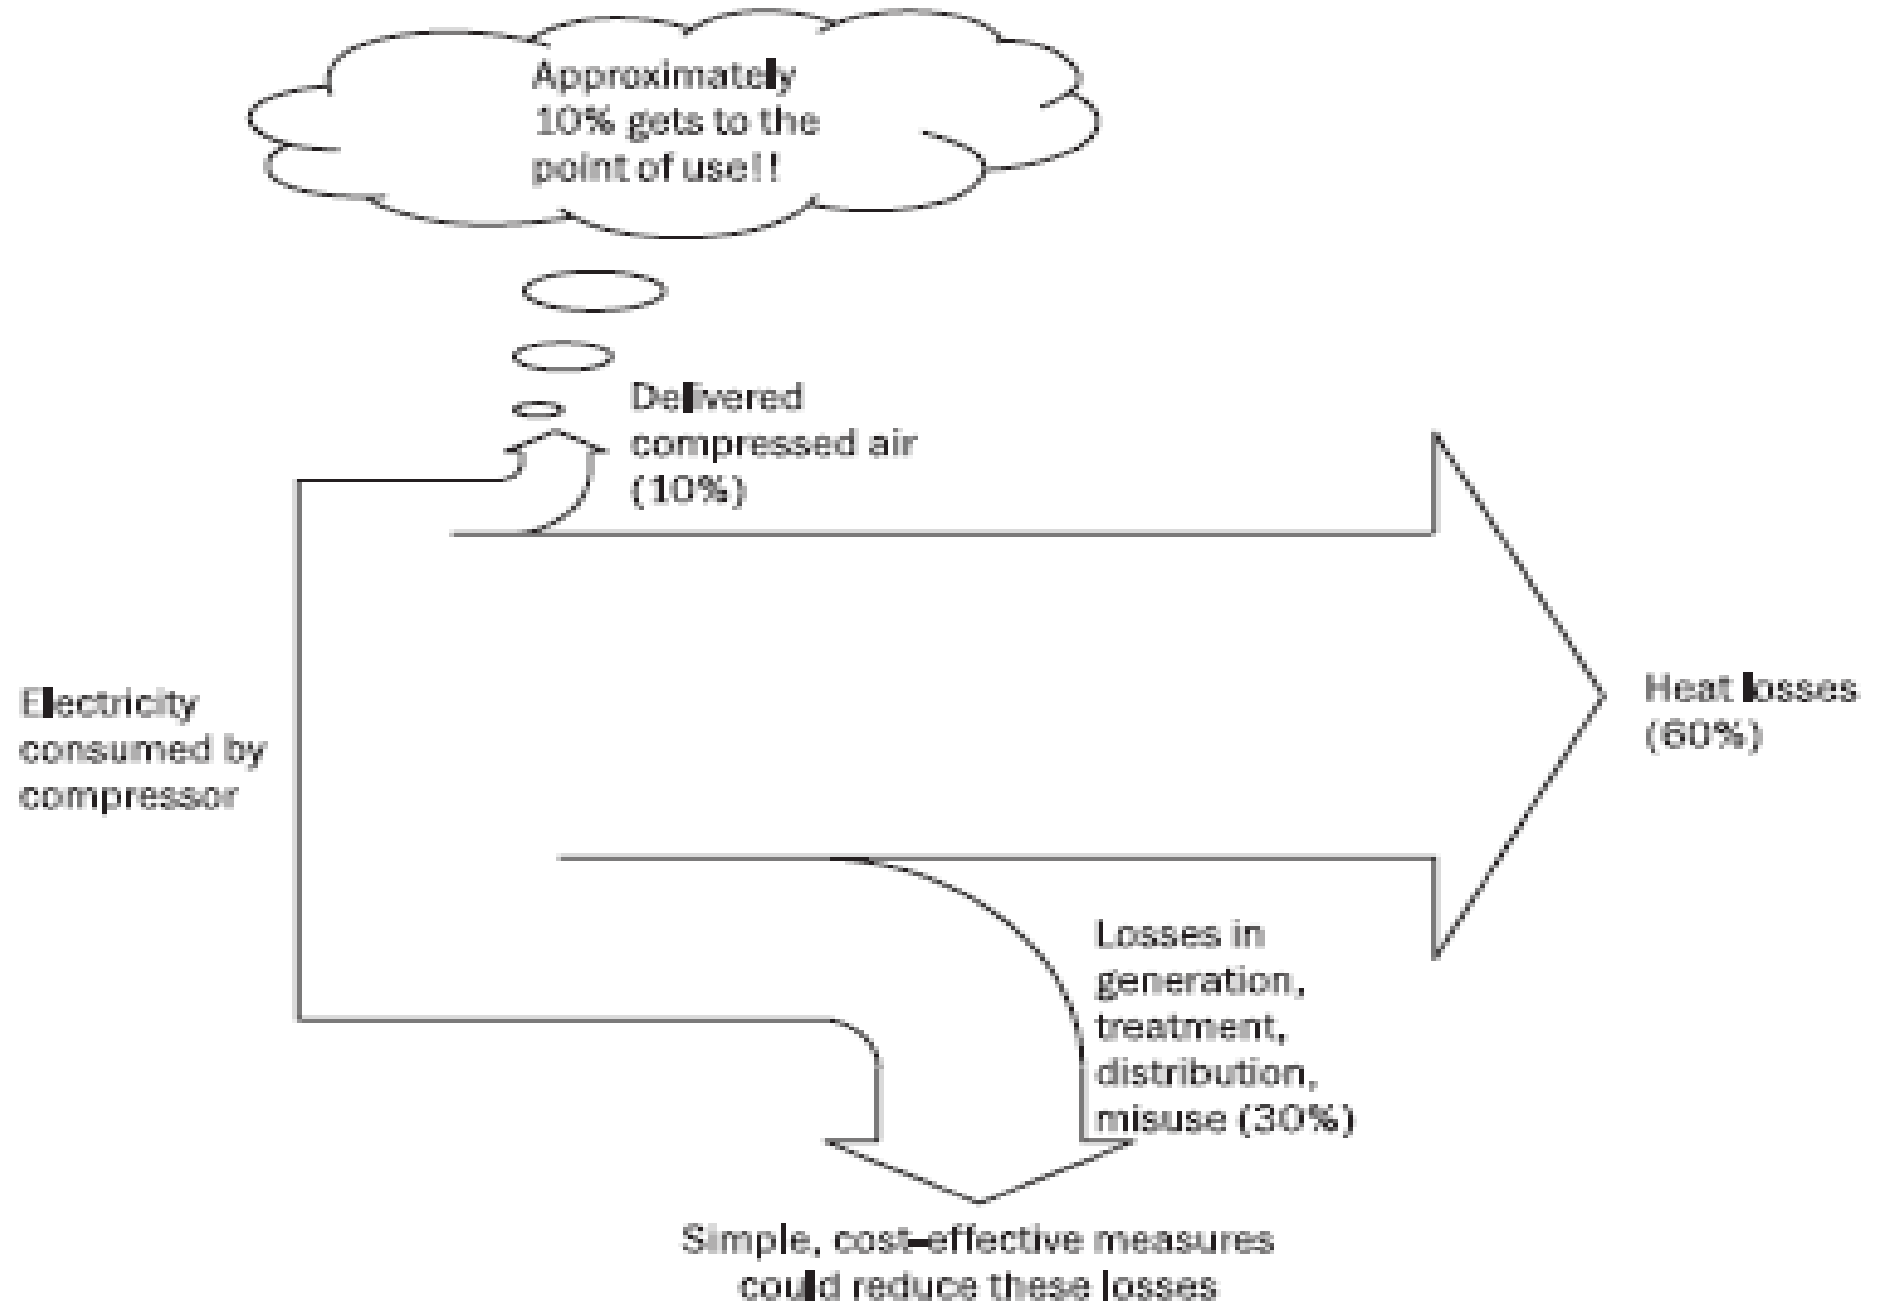 Approximately
10% gets to the
point of use!!
Delivered
compressed air
(10%)
Electricity
consumed by
compressor
Heat losses
(60%)
Losses in
generation,
treatment,
distribution,
misuse (30%)
Simple, cost-effective measures
could reduce these losses